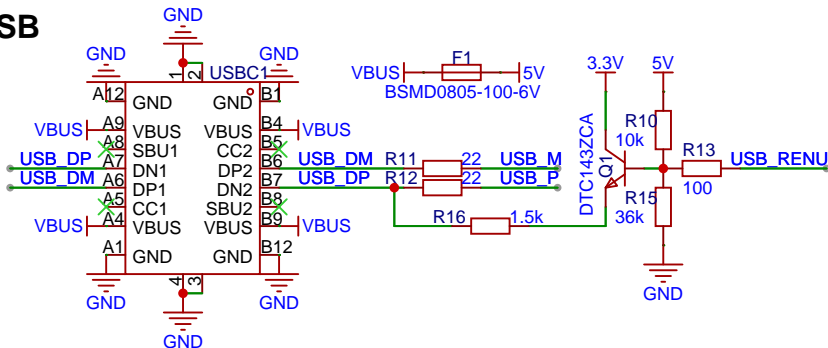 SB
GND
GND
GND
1
2
USBC1
VBUS
F1
5V
BSMD0805-100-6V
3.3V
5V
A12
GND
GND
B1
VBUS
A9
VBUS
VBUS
B4
VBUS
A8
SBU1
CC2
B5
USB_DP
A7
DN1
DP2
B6
USB_DM
R11
22
USB_M
USB_DM
A6
DP1
DN2
B7
USB_DP
R12
22
USB_P
A5
CC1
SBU2
B8
VBUS
A4
VBUS
VBUS
B9
VBUS
R16
1.5k
A1
GND
GND
B12
DTC143ZCA
Q1
R10
10k
R13
100
USB_RENU
R15
36k
GND
4
3
GND
GND
GND